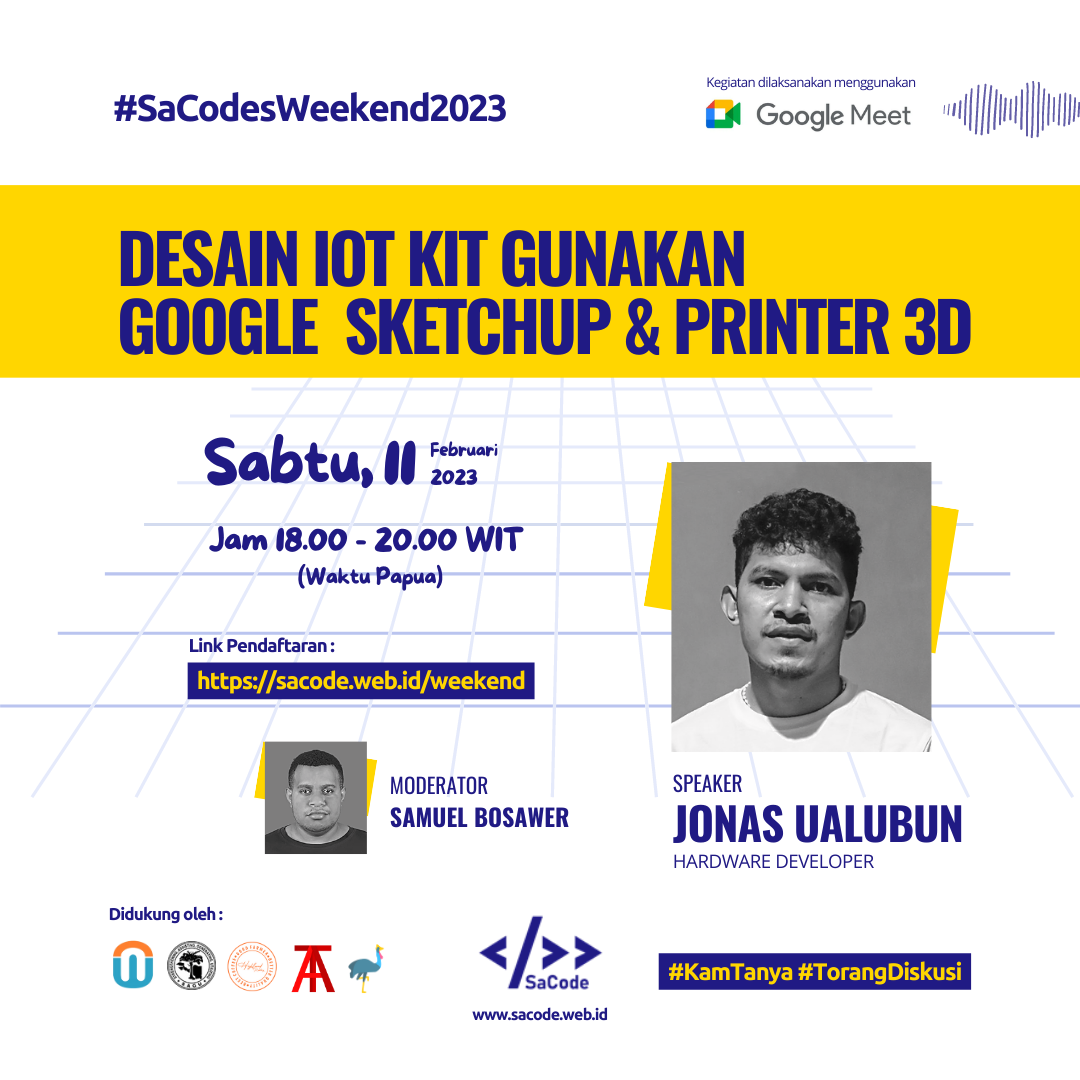 #SaCodesWeekend2023
Kegiatan dilaksanakan menggunakan
Google Meet
DESAIN IOT KIT GUNAKAN
GOOGLE SKETCHUP & PRINTER 3D
Sabtu, 11 Februari
2023
Jam 18.00 - 20.00 WIT
(Waktu Papua)
Link Pendaftaran :
https://sacode.web.id/weekend
MODERATOR
SAMUEL BOSAWER
SPEAKER
JONAS UALUBUN
HARDWARE DEVELOPER
Didukung oleh :
SAGU
</>>
SaCode
www.sacode.web.id
#KamTanya #TorangDiskusi